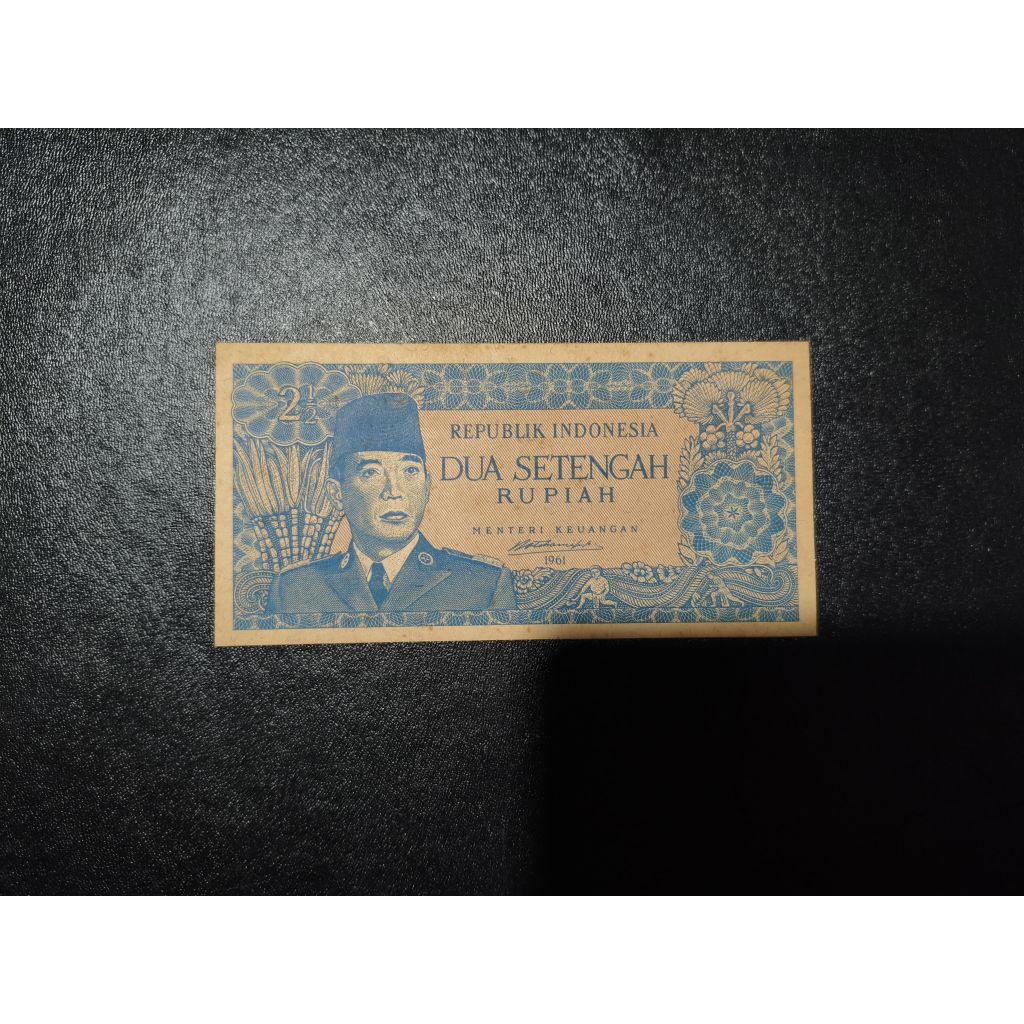 2½
REPUBLIK INDONESIA
DUA SETENGAH
RUPIAH
MENTERI KEUANGAN
1961